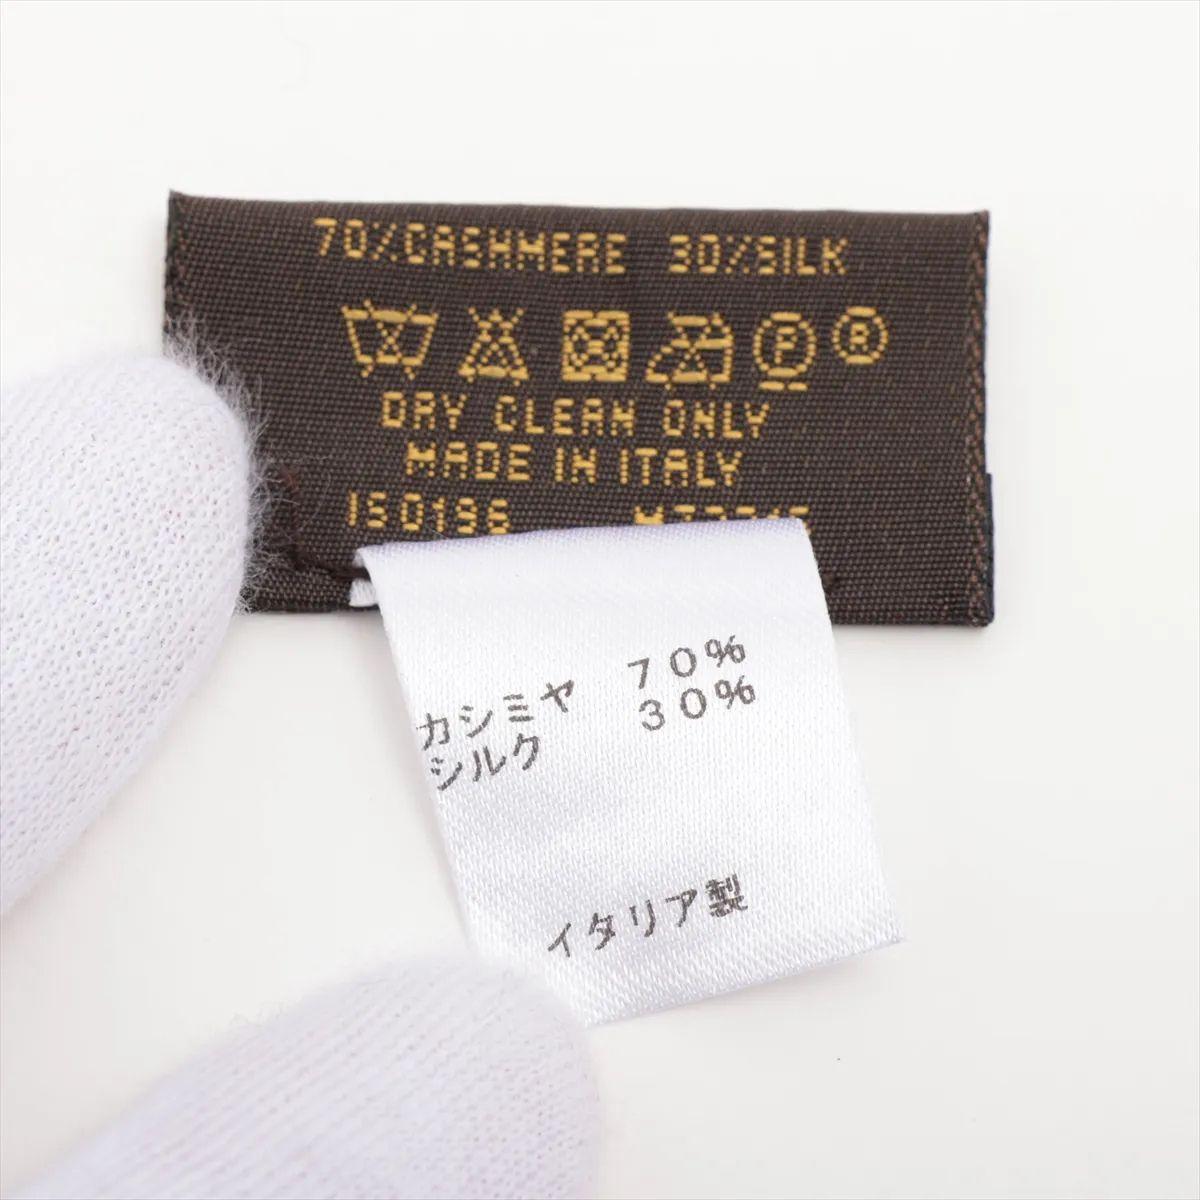 70%CASHMERE 30%SILK
P R
DRY CLEAN ONLY
MADE IN ITALY
IS0196
カシミヤ 70%
シルク 30%
イタリア製